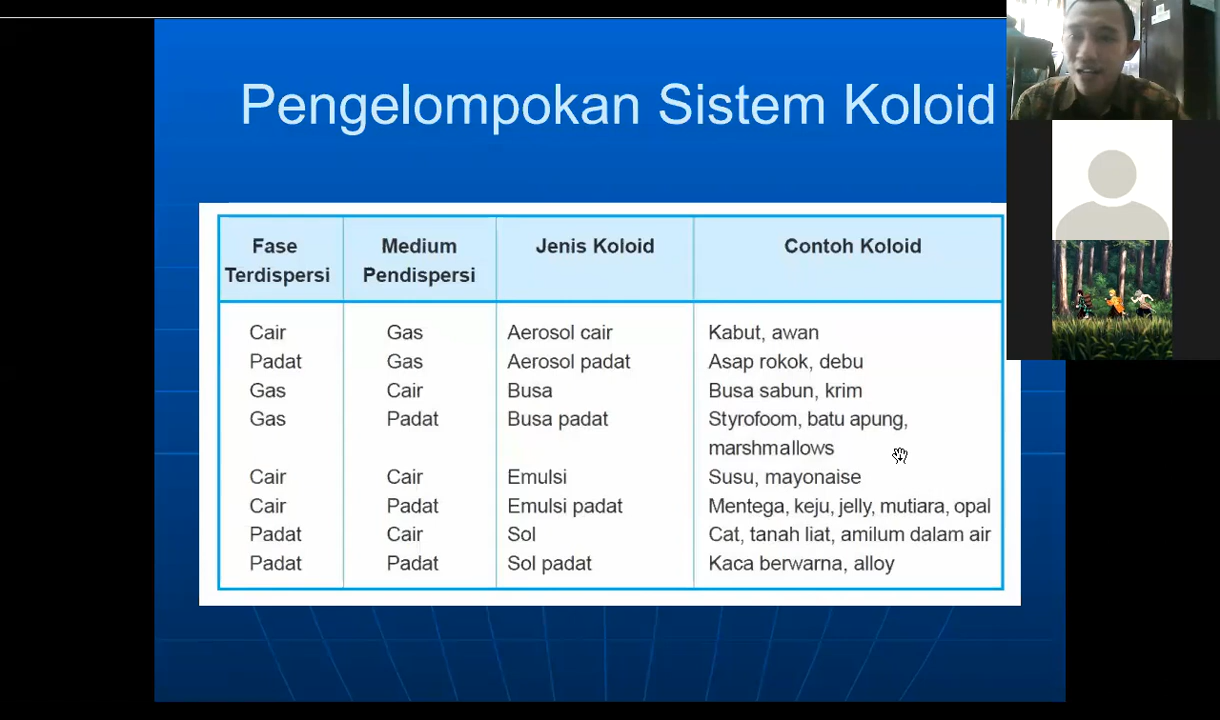 Pengelompokan Sistem Koloid
Fase Terdispersi Medium Pendispersi Jenis Koloid Contoh Koloid
Cair Gas Aerosol cair Kabut, awan
Padat Gas Aerosol padat Asap rokok, debu
Gas Cair Busa Busa sabun, krim
Gas Padat Busa padat Styrofoom, batu apung,
marshmallows
Cair Cair Emulsi Susu, mayonaise
Cair Padat Emulsi padat Mentega, keju, jelly, mutiara, opal
Padat Cair Sol Cat, tanah liat, amilum dalam air
Padat Padat Sol padat Kaca berwarna, alloy